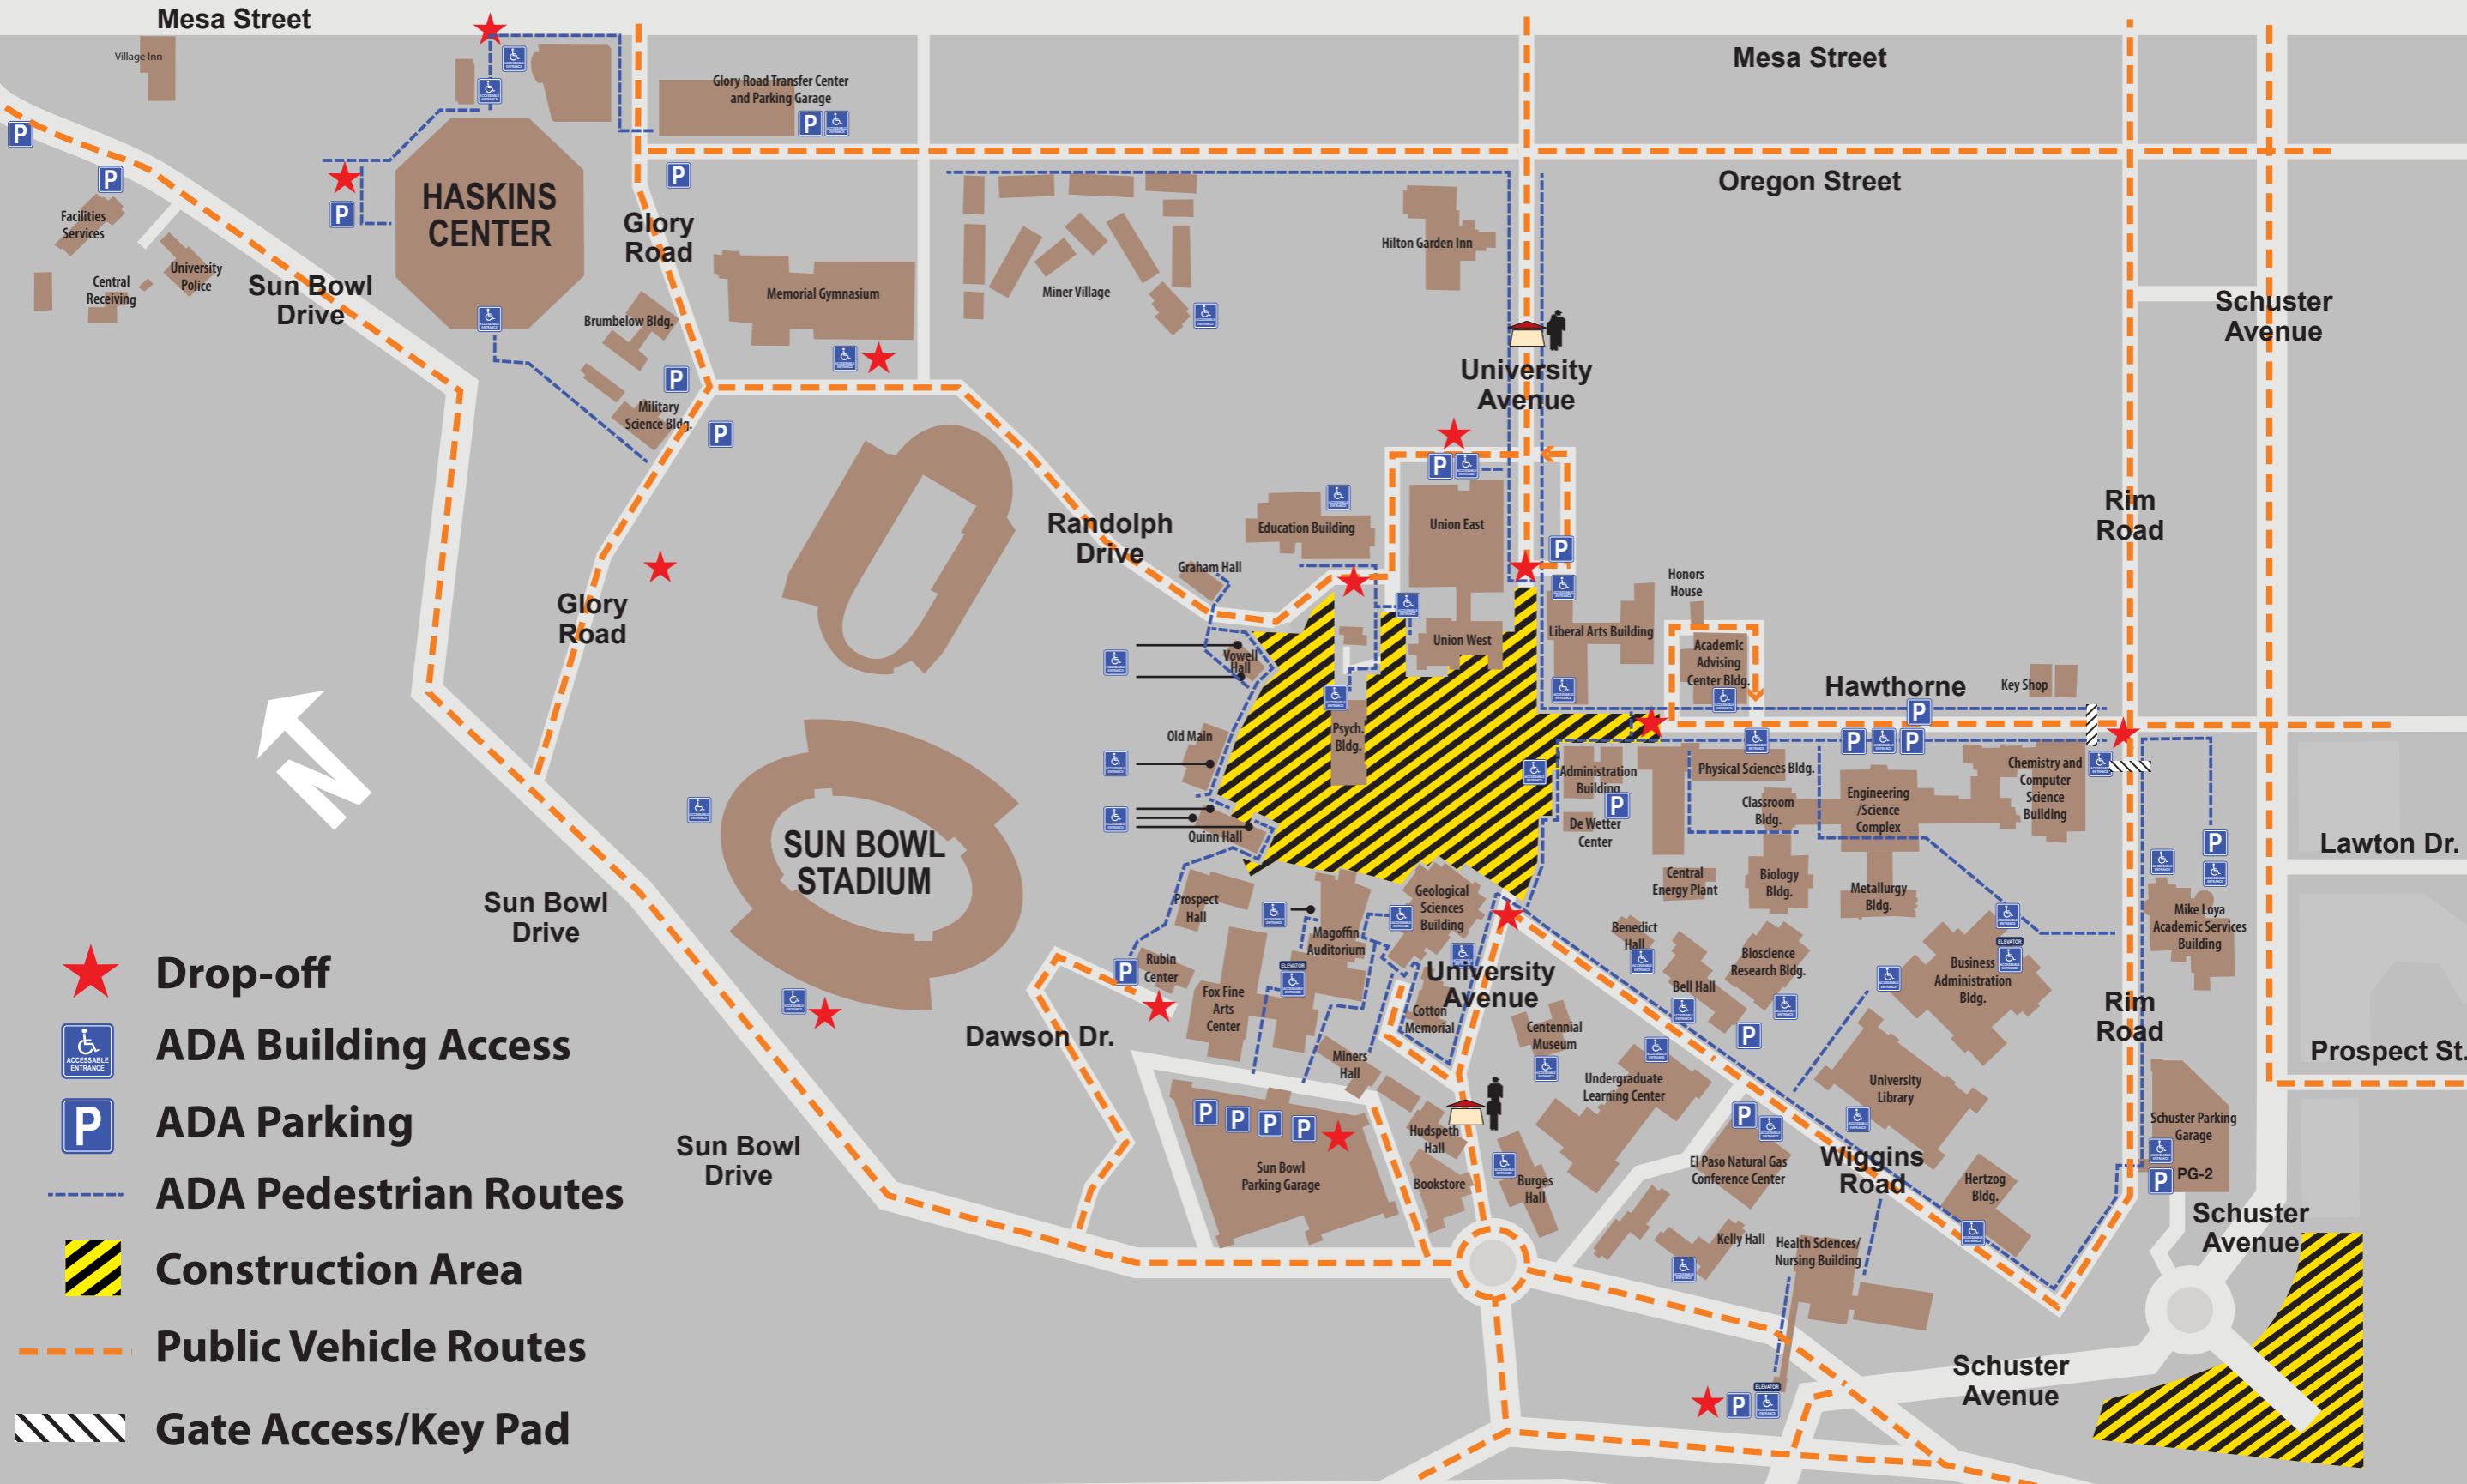 Mesa Street
Village Inn
Mesa Street
Glory Road Transfer Center
and Parking Garage
Oregon Street
HASKINS
CENTER
Glory
Road
Facilities
Services
University
Police
Central
Receiving
Sun Bowl
Drive
Memorial Gymnasium
Brumbelow Bldg.
Miner Village
Hilton Garden Inn
Schuster
Avenue
University
Avenue
Military
Science Bldg.
Randolph
Drive
Education Building
Union East
Rim
Road
Graham Hall
Honors
House
Glory
Road
Vowell
Hall
Union West
Liberal Arts Building
Academic
Advising
Center Bldg.
Hawthorne
Key Shop
Old Main
Psych.
Bldg.
Administration
Building
Physical Sciences Bldg.
Chemistry and
Computer
Science
Building
Classroom
Bldg.
Engineering
/Science
Complex
De Wetter
Center
Quinn Hall
Lawton Dr.
SUN BOWL
STADIUM
Central
Energy Plant
Biology
Bldg.
Metallurgy
Bldg.
Sun Bowl
Drive
Prospect
Hall
Geological
Sciences
Building
Magoffin
Auditorium
Benedict
Hall
Mike Loya
Academic Services
Building
Rubin
Center
University
Avenue
Bioscience
Research Bldg.
Business
Administration
Bldg.
ELEVATOR
ELEVATOR
Bell Hall
Fox Fine
Arts
Center
Cotton
Memorial
Centennial
Museum
Rim
Road
Dawson Dr.
Miners
Hall
Undergraduate
Learning Center
University
Library
Prospect St.
Schuster Parking
Garage
PG-2
Hudspeth
Hall
Sun Bowl
Drive
Sun Bowl
Parking Garage
Bookstore
Burges
Hall
El Paso Natural Gas
Conference Center
Wiggins
Road
Hertzog
Bldg.
Schuster
Avenue
Kelly Hall
Health Sciences/
Nursing Building
Schuster
Avenue
ELEVATOR
N
Drop-off
ACCESSABLE
ENTRANCE
ADA Building Access
P
ADA Parking
ADA Pedestrian Routes
Construction Area
Public Vehicle Routes
Gate Access/Key Pad